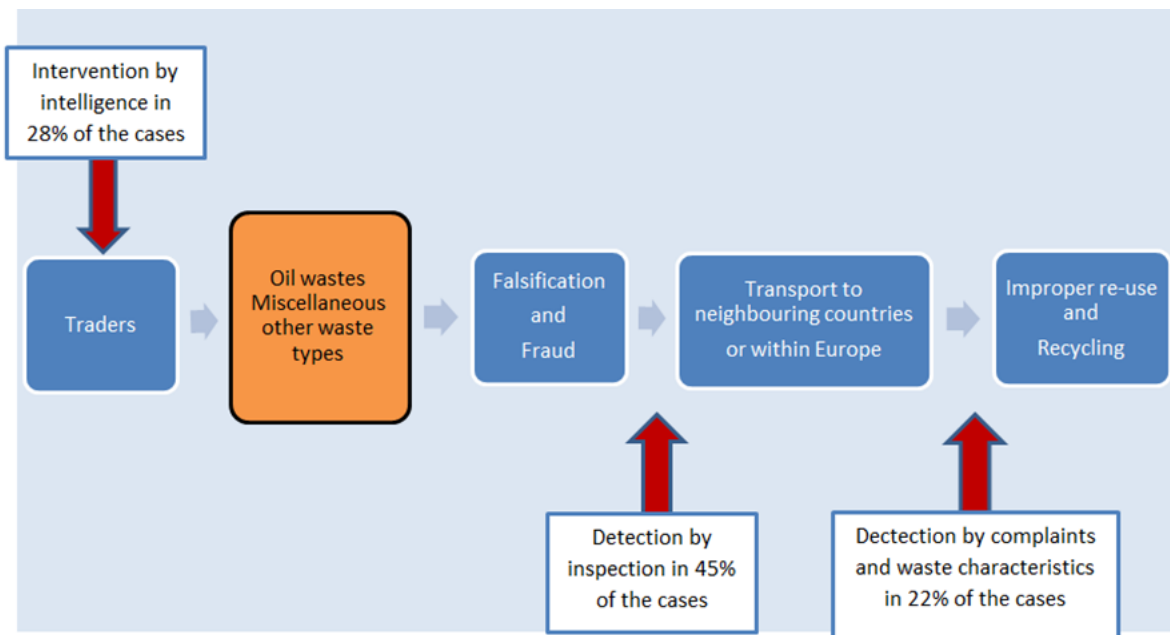 Intervention by
intelligence in
28% of the cases
Traders
Oil wastes
Miscellaneous
other waste
types
Falsification
and
Fraud
Transport to
neighbouring countries
or within Europe
Improper re-use
and
Recycling
Detection by
inspection in 45%
of the cases
Dectection by complaints
and waste characteristics
in 22% of the cases